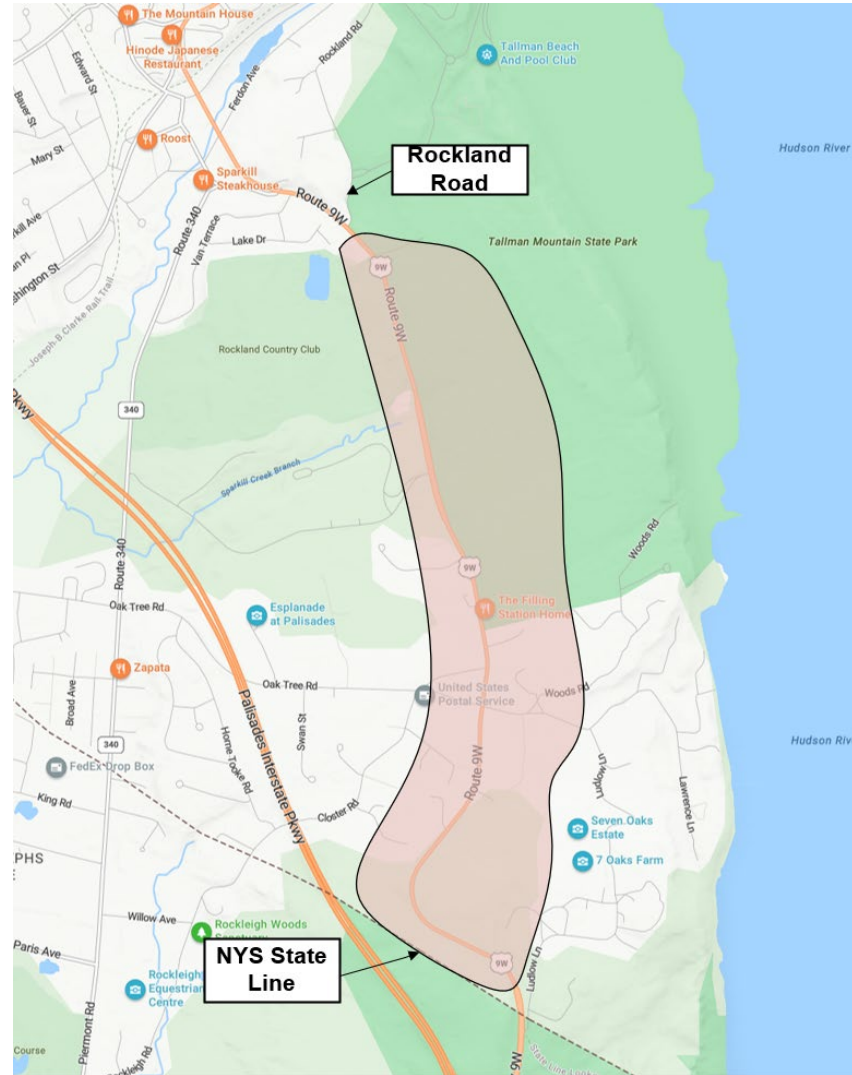 The Mountain House
Hinode Japanese
Restaurant
Rockland Rd
Tallman Beach
And Pool Club
Edward St
Bauer St
Ferdon Ave
Roost
Mary St
Hudson River
Rockland
Road
Sparkill
Steakhouse
Route 9W
Route 340
Van Terrace
Lake Dr
Tallman Mountain State Park
9W
Route 9W
Joseph B Clarke Rail Trail
Rockland Country Club
Pkwy
340
Sparkill Creek Branch
Route 340
Woods Rd
9W
The Filling
Station Home
Oak Tree Rd
Esplanade
at Palisades
Zapata
Oak Tree Rd
United States
Postal Service
Woods Rd
Broad Ave
Swan St
Home Tooke Rd
Palisades Interstate Pkwy
340
Route 9W
Hudson Riv
FedEx Drop Box
Ludlow Ln
Lawrence Ln
King Rd
Closter Rd
Seven Oaks
Estate
PHS
7 Oaks Farm
Willow Ave
Rockleigh Woods
NYS State
Line
Paris Ave
9W
Ludlow Ln
Rockleigh
Equestrian
Centre
Piermont Rd
Course
Rockleigh Rd
9W